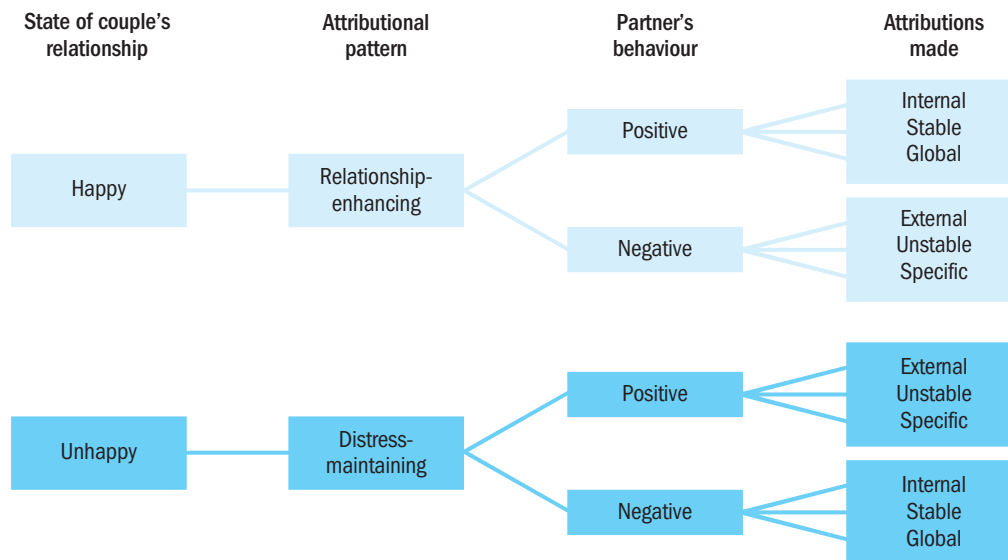 State of couple's
relationship
Attributional
pattern
Partner's
behaviour
Attributions
made
Happy
Relationship-
enhancing
Positive
Internal
Stable
Global
Negative
External
Unstable
Specific
Unhappy
Distress-
maintaining
Positive
External
Unstable
Specific
Negative
Internal
Stable
Global